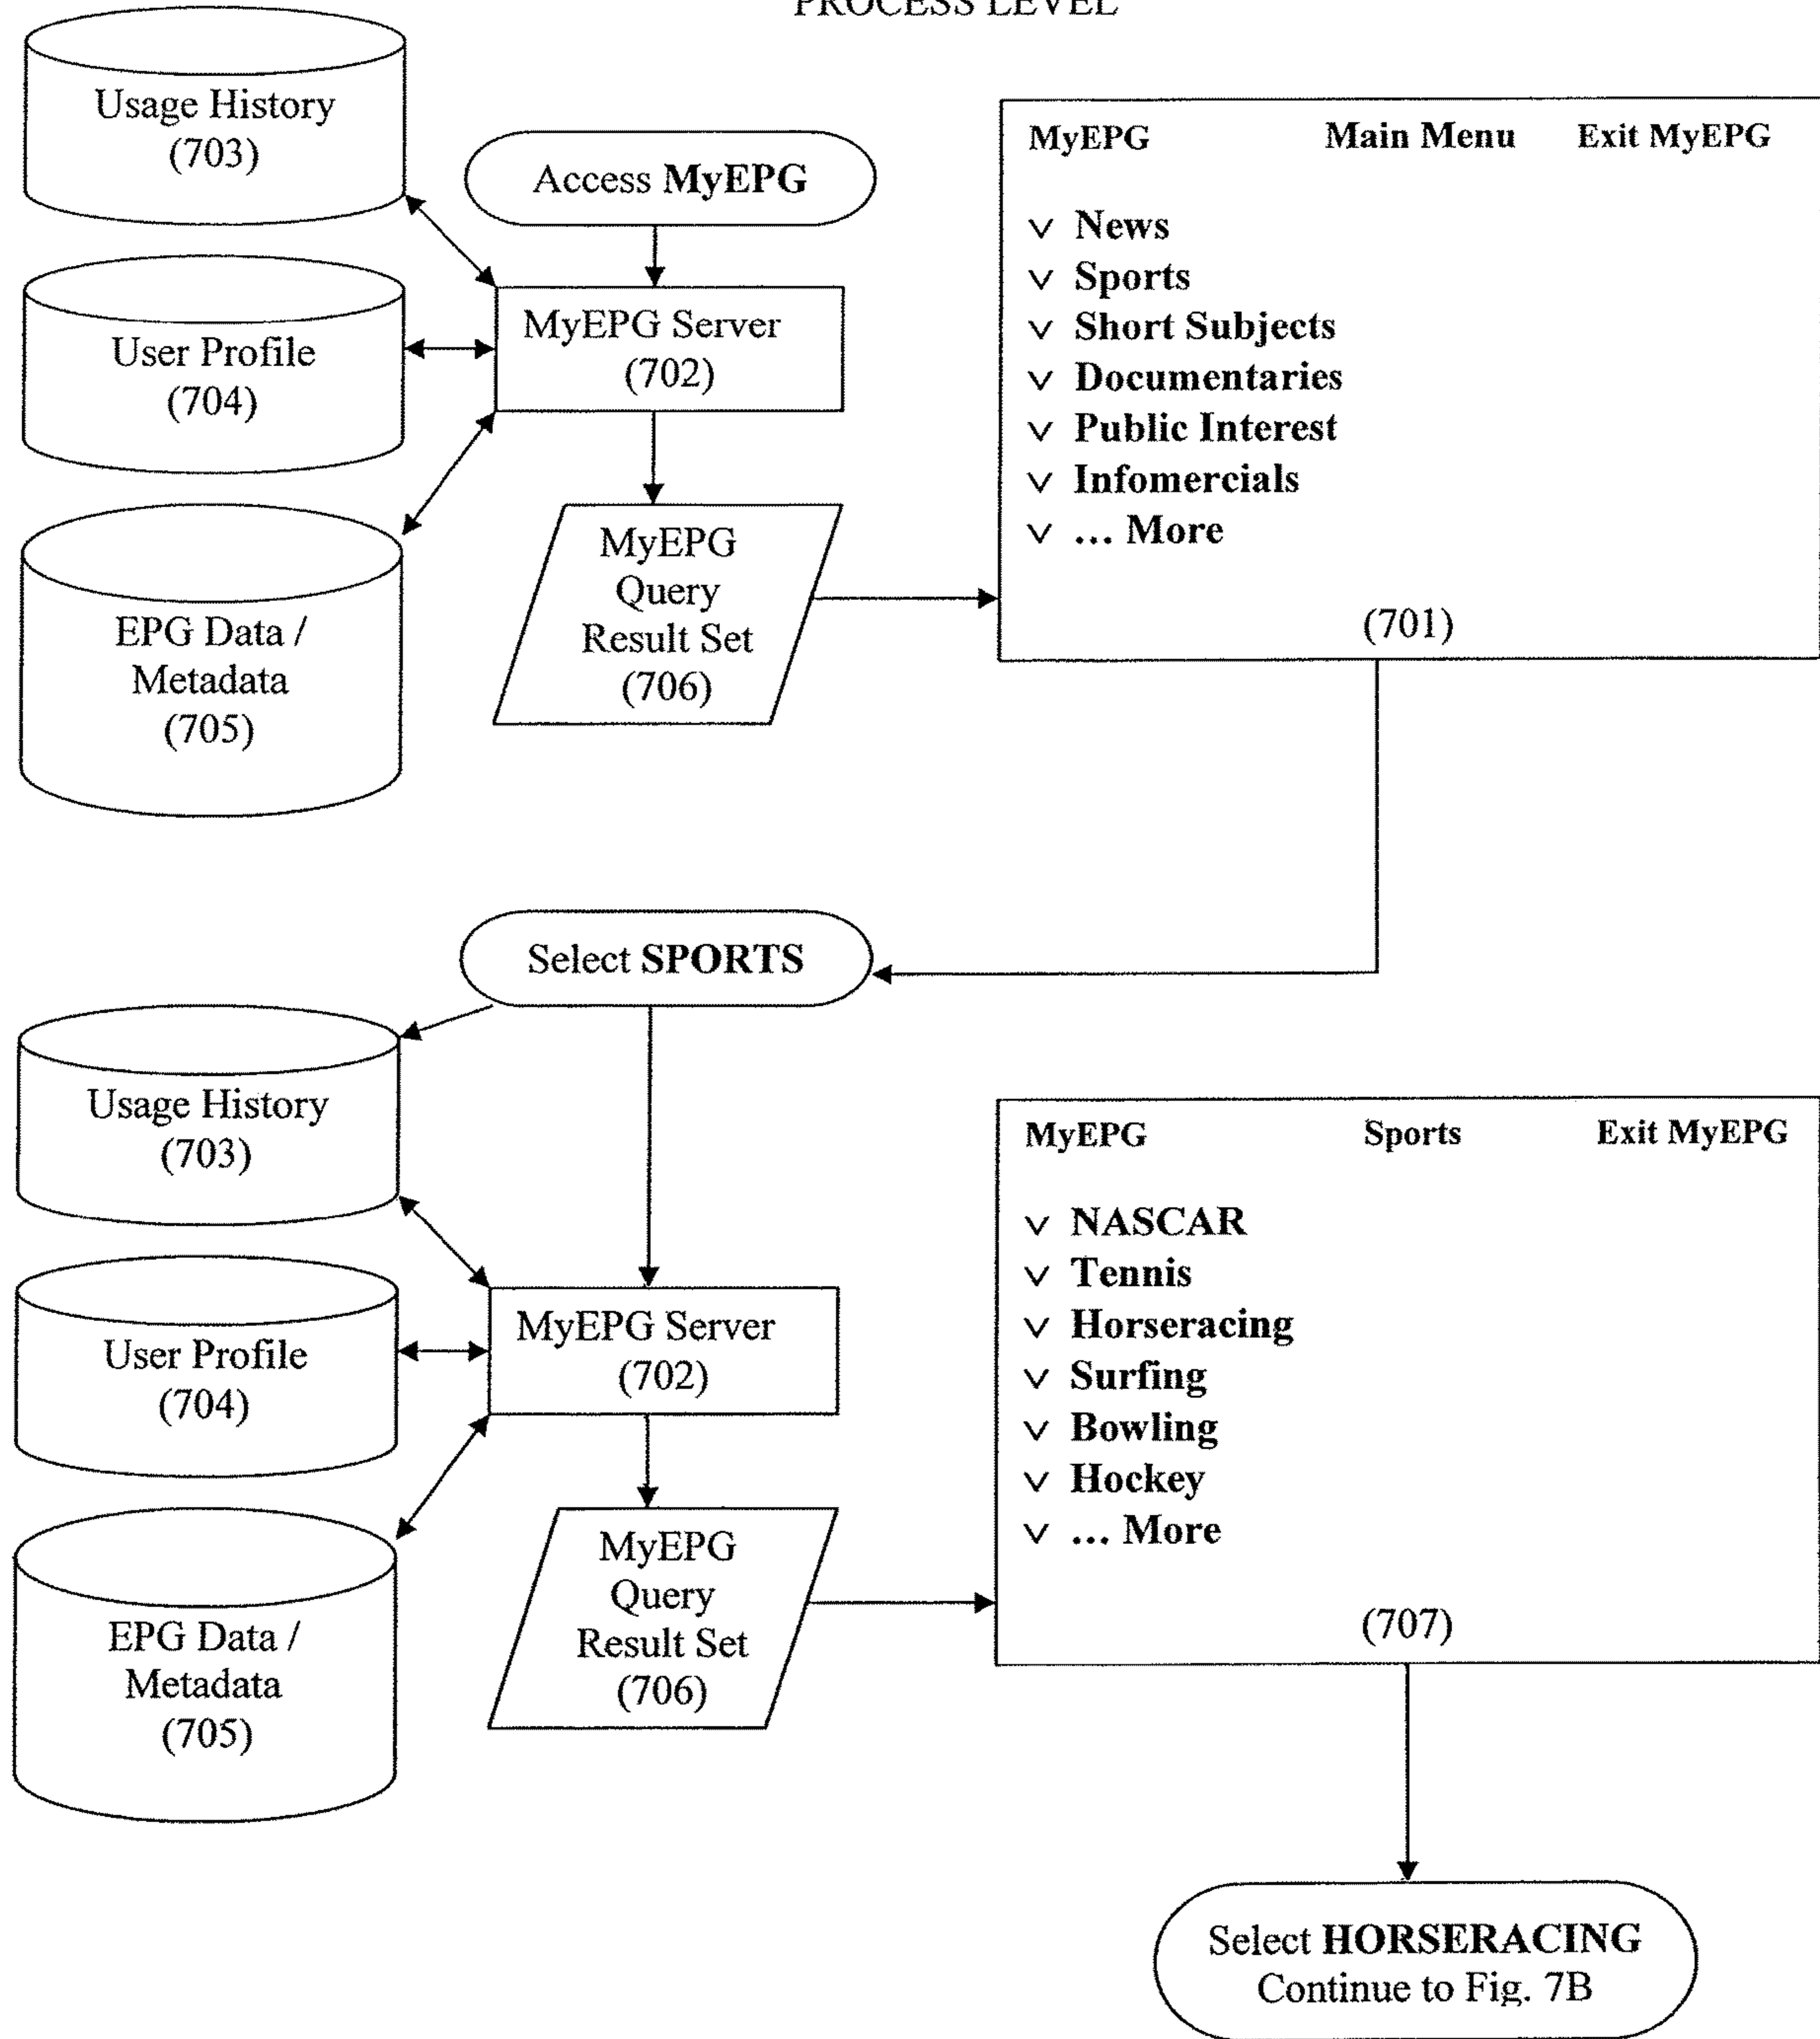 PROCESS LEVEL
Usage History
(703)
Access MyEPG
User Profile
(704)
MyEPG Server
(702)
EPG Data /
Metadata
(705)
MyEPG
Query
Result Set
(706)
MyEPG Main Menu Exit MyEPG
v News
v Sports
v Short Subjects
v Documentaries
v Public Interest
v Infomercials
v ... More
(701)
Select SPORTS
Usage History
(703)
User Profile
(704)
MyEPG Server
(702)
EPG Data /
Metadata
(705)
MyEPG
Query
Result Set
(706)
MyEPG Sports Exit MyEPG
v NASCAR
v Tennis
v Horseracing
v Surfing
v Bowling
v Hockey
v ... More
(707)
Select HORSERACING
Continue to Fig. 7B